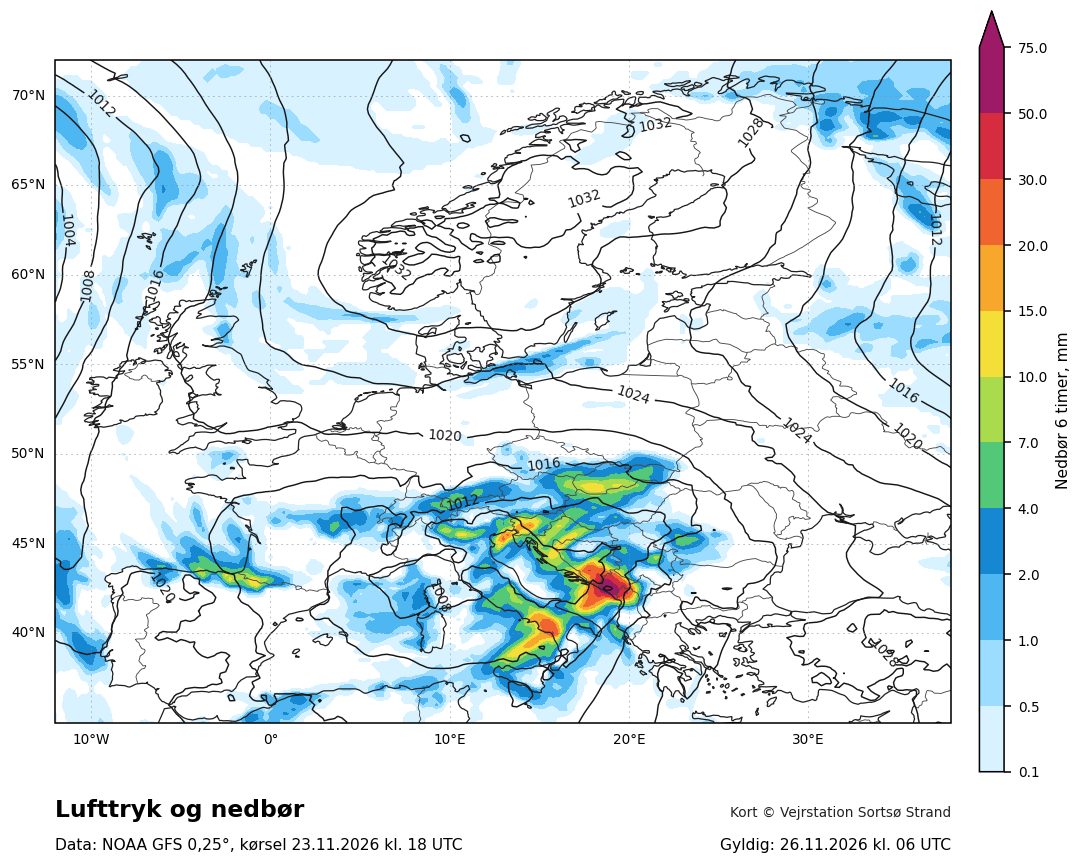 75.0
50.0
30.0
20.0
15.0
10.0
7.0
4.0
2.0
1.0
0.5
0.1
Nedbør 6 timer, mm
70°N
65°N
60°N
55°N
50°N
45°N
40°N
10°W
0°
10°E
20°E
30°E
1012
1032
1028
1032
1004
1012
1032
1008
1016
1024
1016
1020
1024
1020
1016
1012
1020
1008
1028
Lufttryk og nedbør
Kort © Vejrstation Sortsø Strand
Data: NOAA GFS 0,25°, kørsel 23.11.2026 kl. 18 UTC
Gyldig: 26.11.2026 kl. 06 UTC